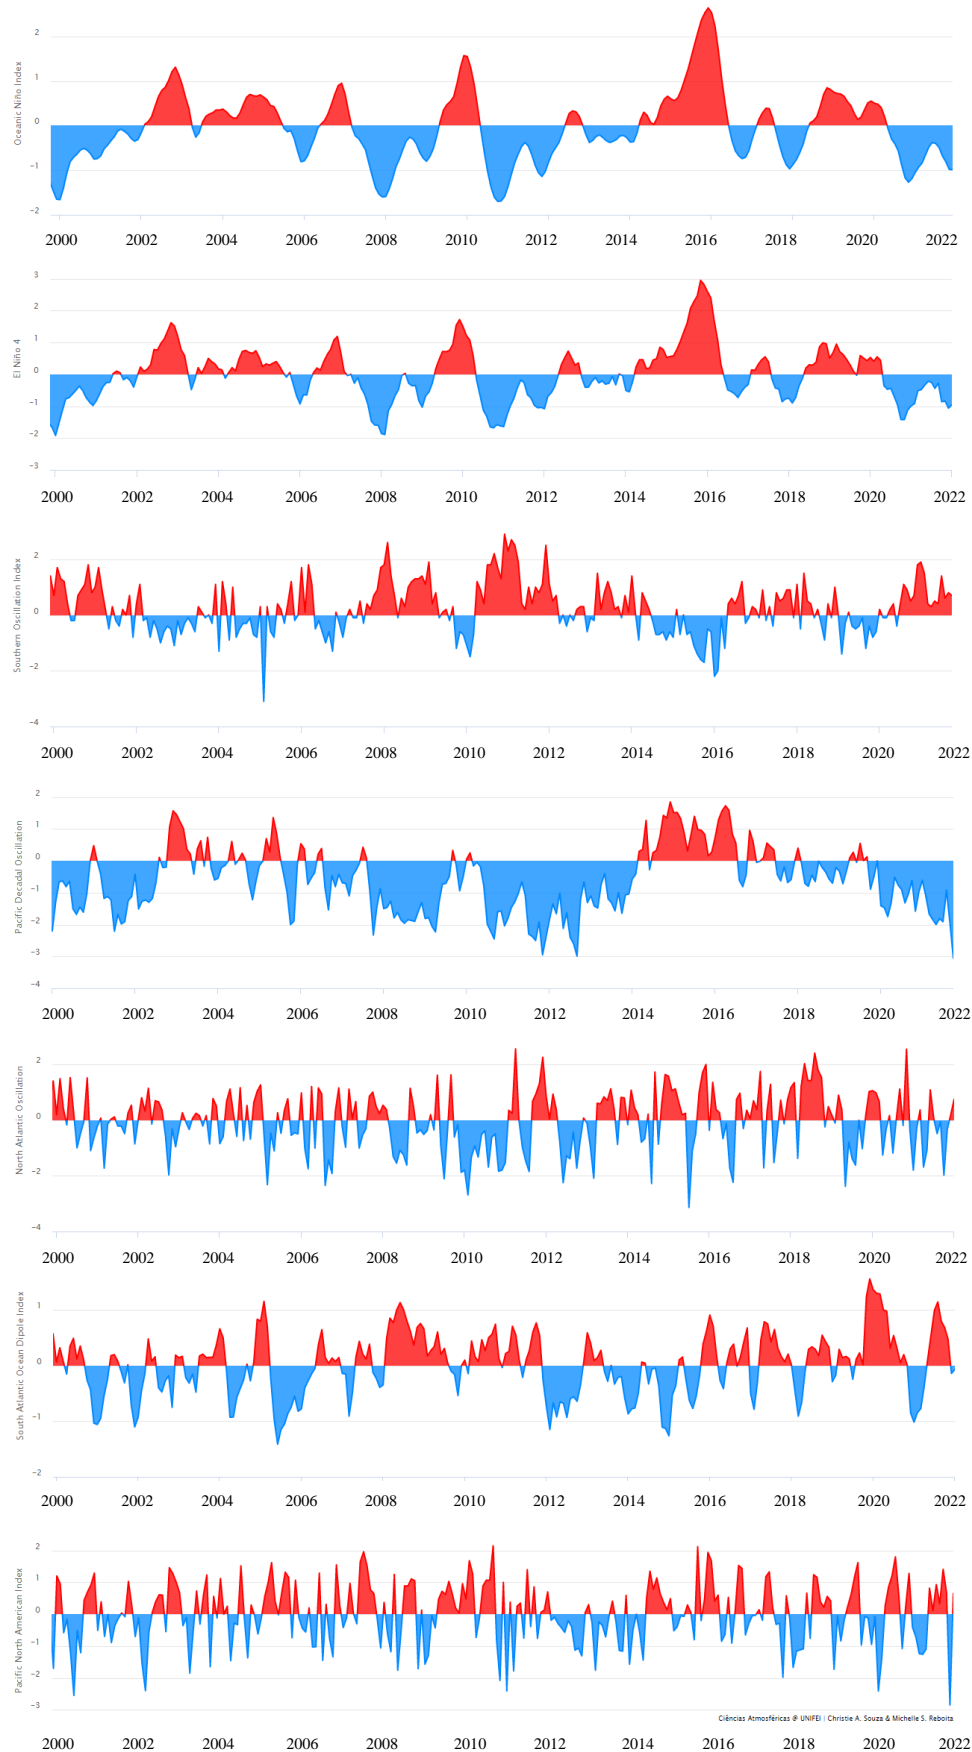 Oceanic Niño Index
2
1
0
−1
−2
2000 2002 2004 2006 2008 2010 2012 2014 2016 2018 2020 2022
El Niño 4
3
2
1
0
−1
−2
−3
2000 2002 2004 2006 2008 2010 2012 2014 2016 2018 2020 2022
Southern Oscillation Index
2
0
−2
−4
2000 2002 2004 2006 2008 2010 2012 2014 2016 2018 2020 2022
Pacific Decadal Oscillation
2
1
0
−1
−2
−3
−4
2000 2002 2004 2006 2008 2010 2012 2014 2016 2018 2020 2022
North Atlantic Oscillation
2
0
−2
−4
2000 2002 2004 2006 2008 2010 2012 2014 2016 2018 2020 2022
South Atlantic Ocean Dipole Index
1
0
−1
−2
2000 2002 2004 2006 2008 2010 2012 2014 2016 2018 2020 2022
Pacific North American Index
2
1
0
−1
−2
−3
Ciências Atmosféricas @ UNIFEI | Christie A. Souza & Michelle S. Reboita
2000 2002 2004 2006 2008 2010 2012 2014 2016 2018 2020 2022